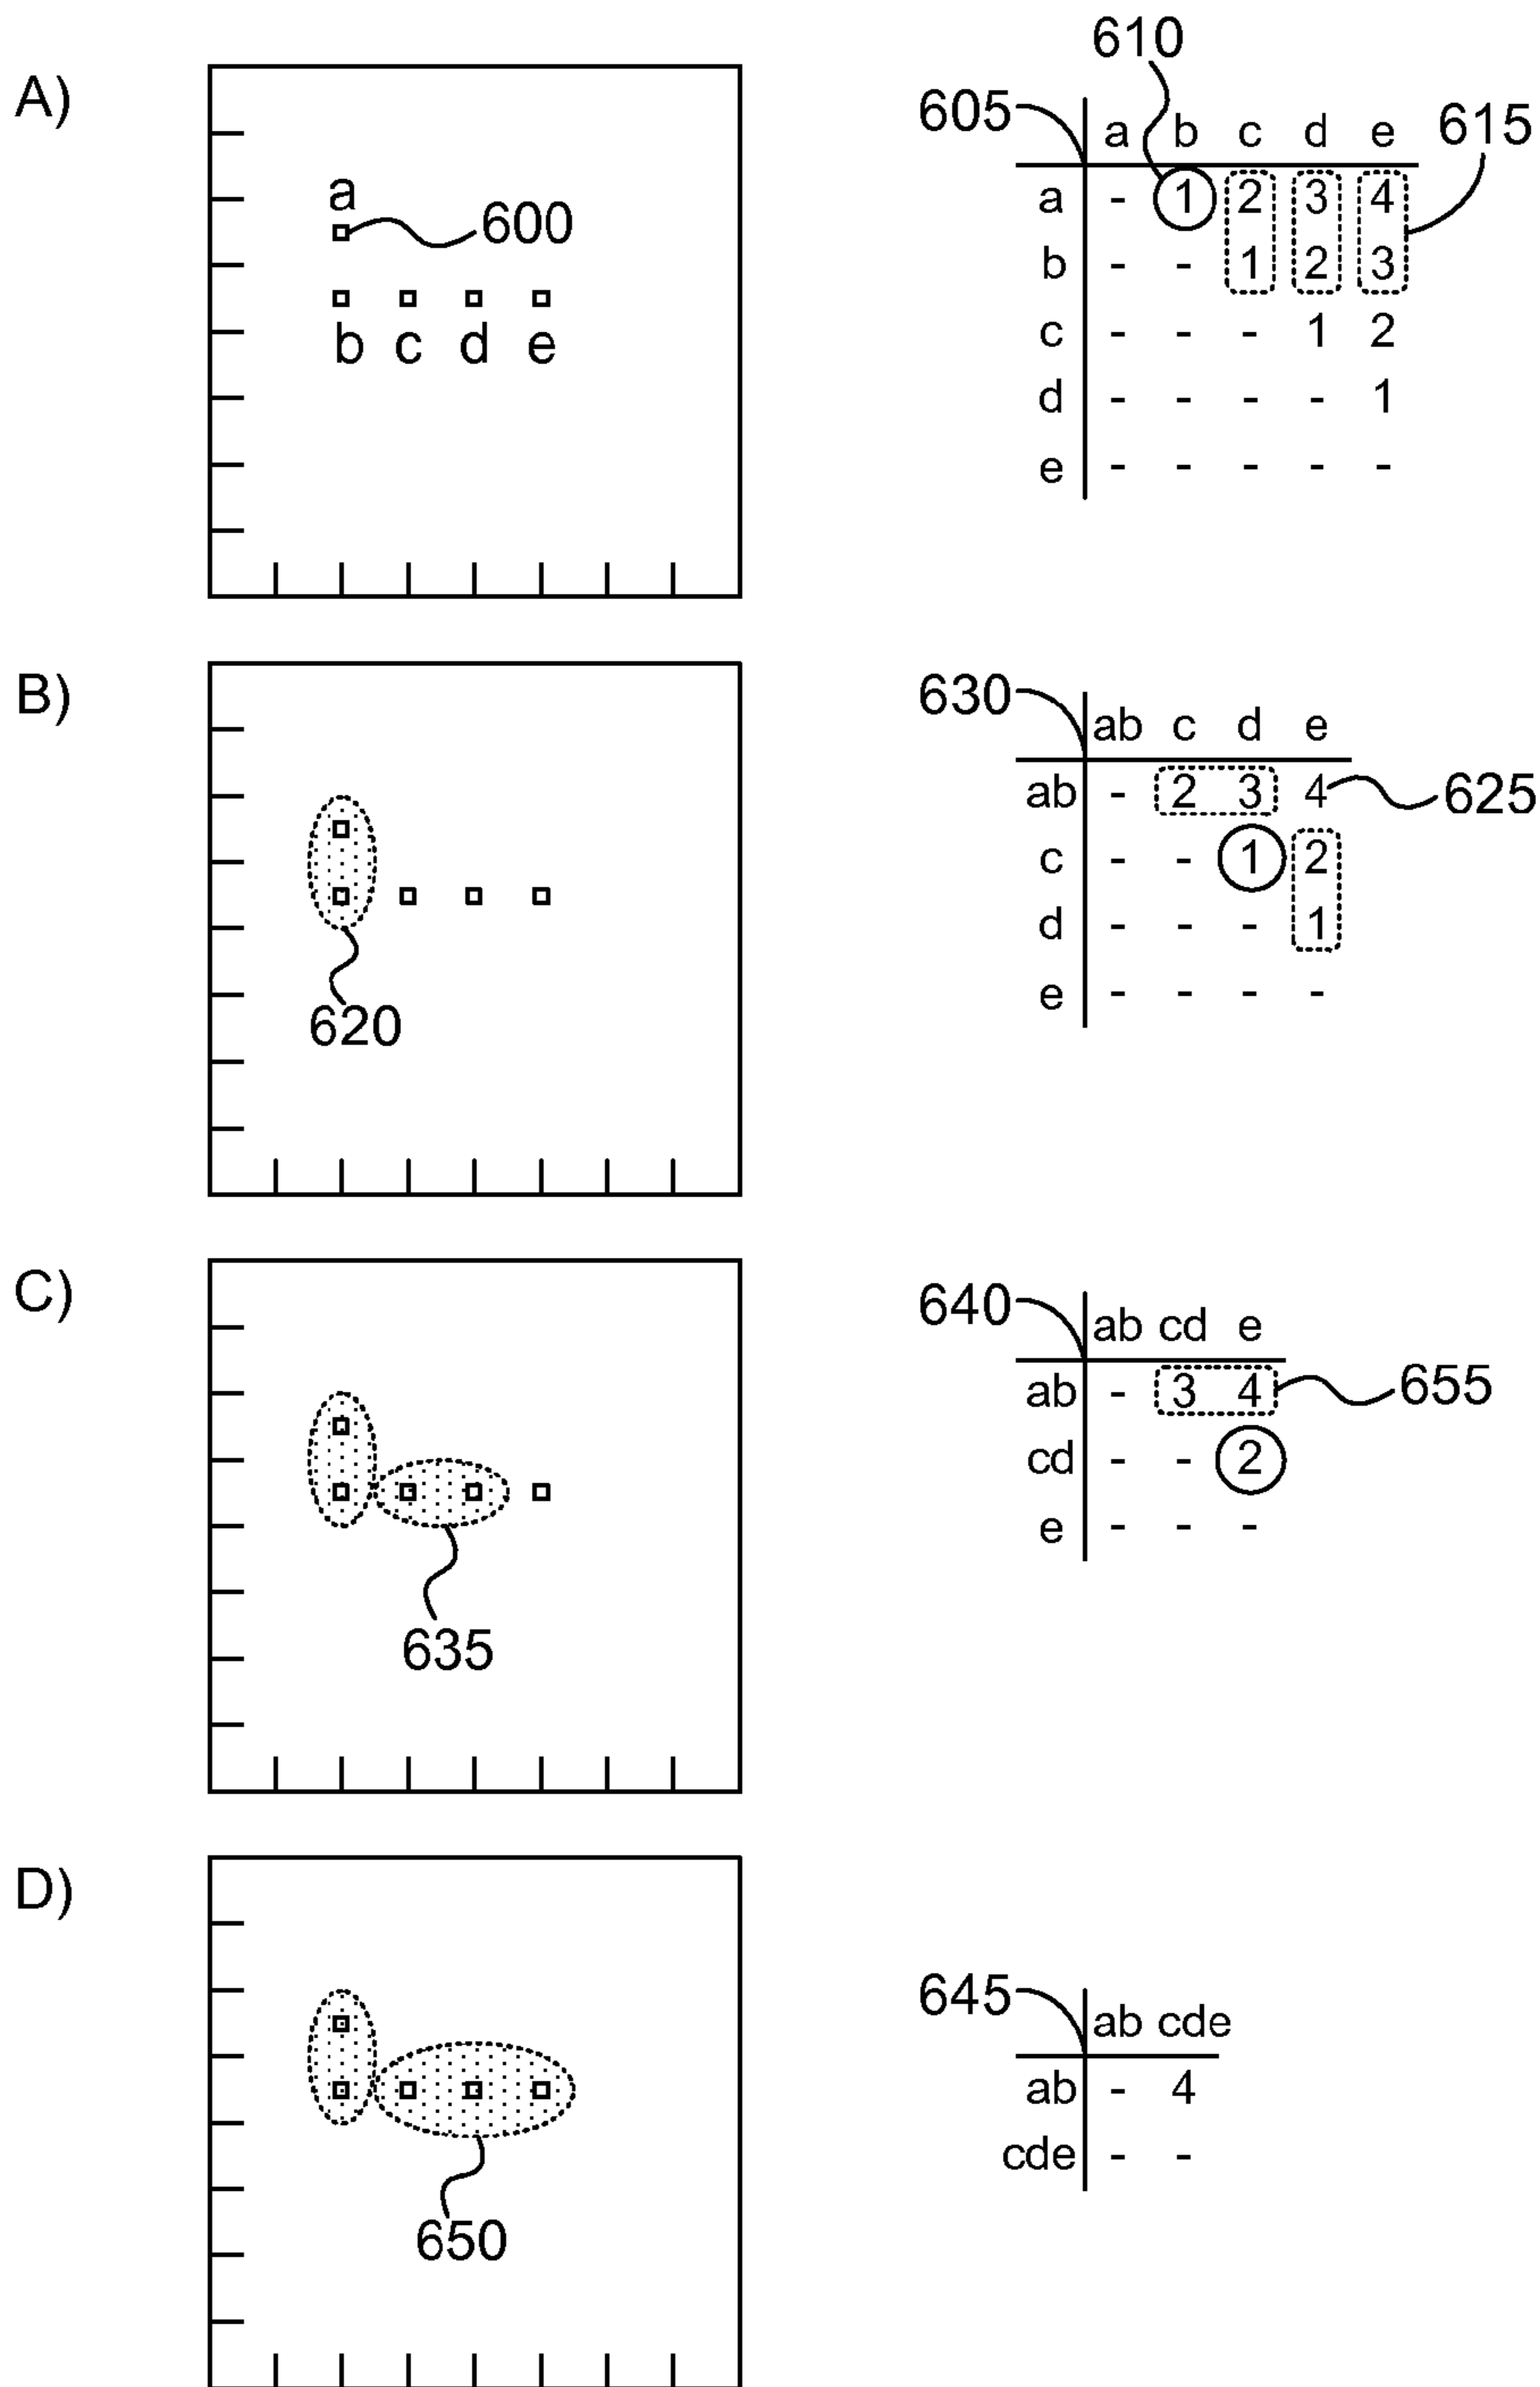 A)
a
600
b c d e
610
605
615
a b c d e
a - 1 2 3 4
b - - 1 2 3
c - - - 1 2
d - - - - 1
e - - - - -
B)
620
630
ab c d e
ab - 2 3 4
625
c - - 1 2
d - - - 1
e - - - -
C)
635
640
ab cd e
ab - 3 4
655
cd - - 2
e - - -
D)
650
645
ab cde
ab - 4
cde - -